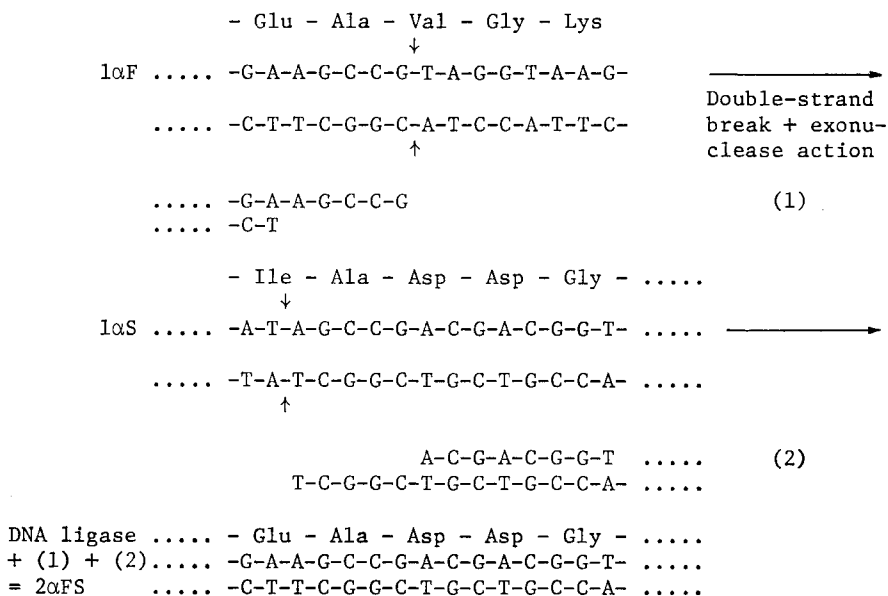 - Glu - Ala - Val - Gly - Lys
↓
1αF ..... -G-A-A-G-C-C-G-T-A-G-G-T-A-A-G-
Double-strand
break + exonu-
clease action
..... -C-T-T-C-G-G-C-A-T-C-C-A-T-T-C-
↑
..... -G-A-A-G-C-C-G (1)
..... -C-T
- Ile - Ala - Asp - Asp - Gly - .....
↓
1αS ..... -A-T-A-G-C-C-G-A-C-G-A-C-G-G-T- .....
..... -T-A-T-C-G-G-C-T-G-C-T-G-C-C-A- .....
↑
A-C-G-A-C-G-G-T ..... (2)
T-C-G-G-C-T-G-C-T-G-C-C-A- .....
DNA ligase ..... - Glu - Ala - Asp - Asp - Gly - .....
+ (1) + (2)..... -G-A-A-G-C-C-G-A-C-G-A-C-G-G-T- .....
= 2αFS ..... -C-T-T-C-G-G-C-T-G-C-T-G-C-C-A- .....